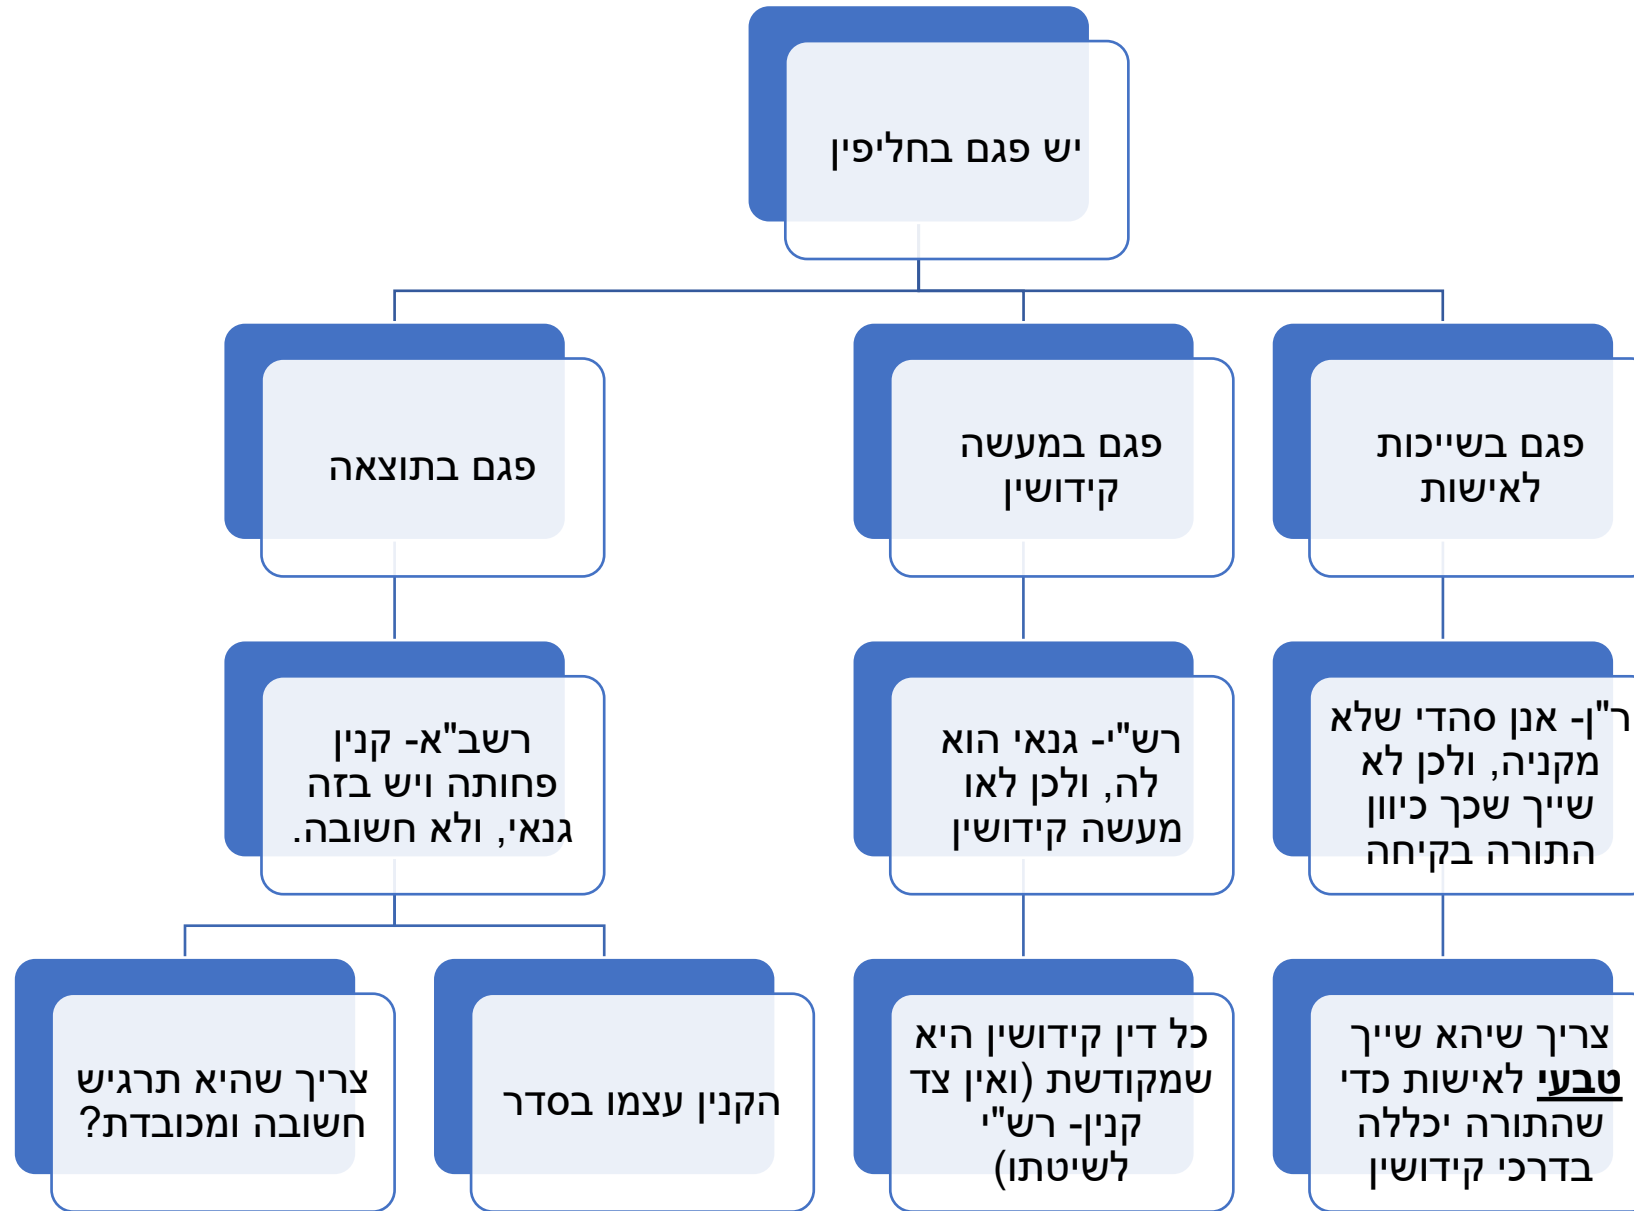 יש פגם בחליפין
פגם בשייכות
לאישות
פגם במעשה
קידושין
פגם בתוצאה
ר"ן- אנן סהדי שלא
מקניה, ולכן לא
שייך שכך כיוון
התורה בקיחה
רש"י- גנאי הוא
לה, ולכן לאו
מעשה קידושין
רשב"א- קנין
פחותה ויש בזה
גנאי, ולא חשובה.
צריך שיהא שייך
טבעי לאישות כדי
שהתורה יכללה
בדרכי קידושין
כל דין קידושין היא
שמקודשת (ואין צד
קנין- רש"י
לשיטתו)
הקנין עצמו בסדר
צריך שהיא תרגיש
חשובה ומכובדת?